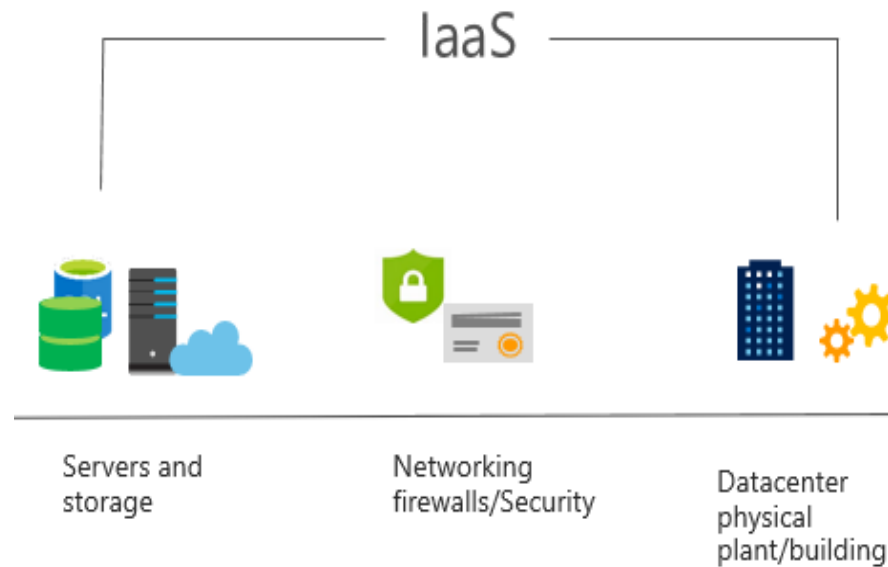 IaaS
Servers and
storage
Networking
firewalls/Security
Datacenter
physical
plant/building